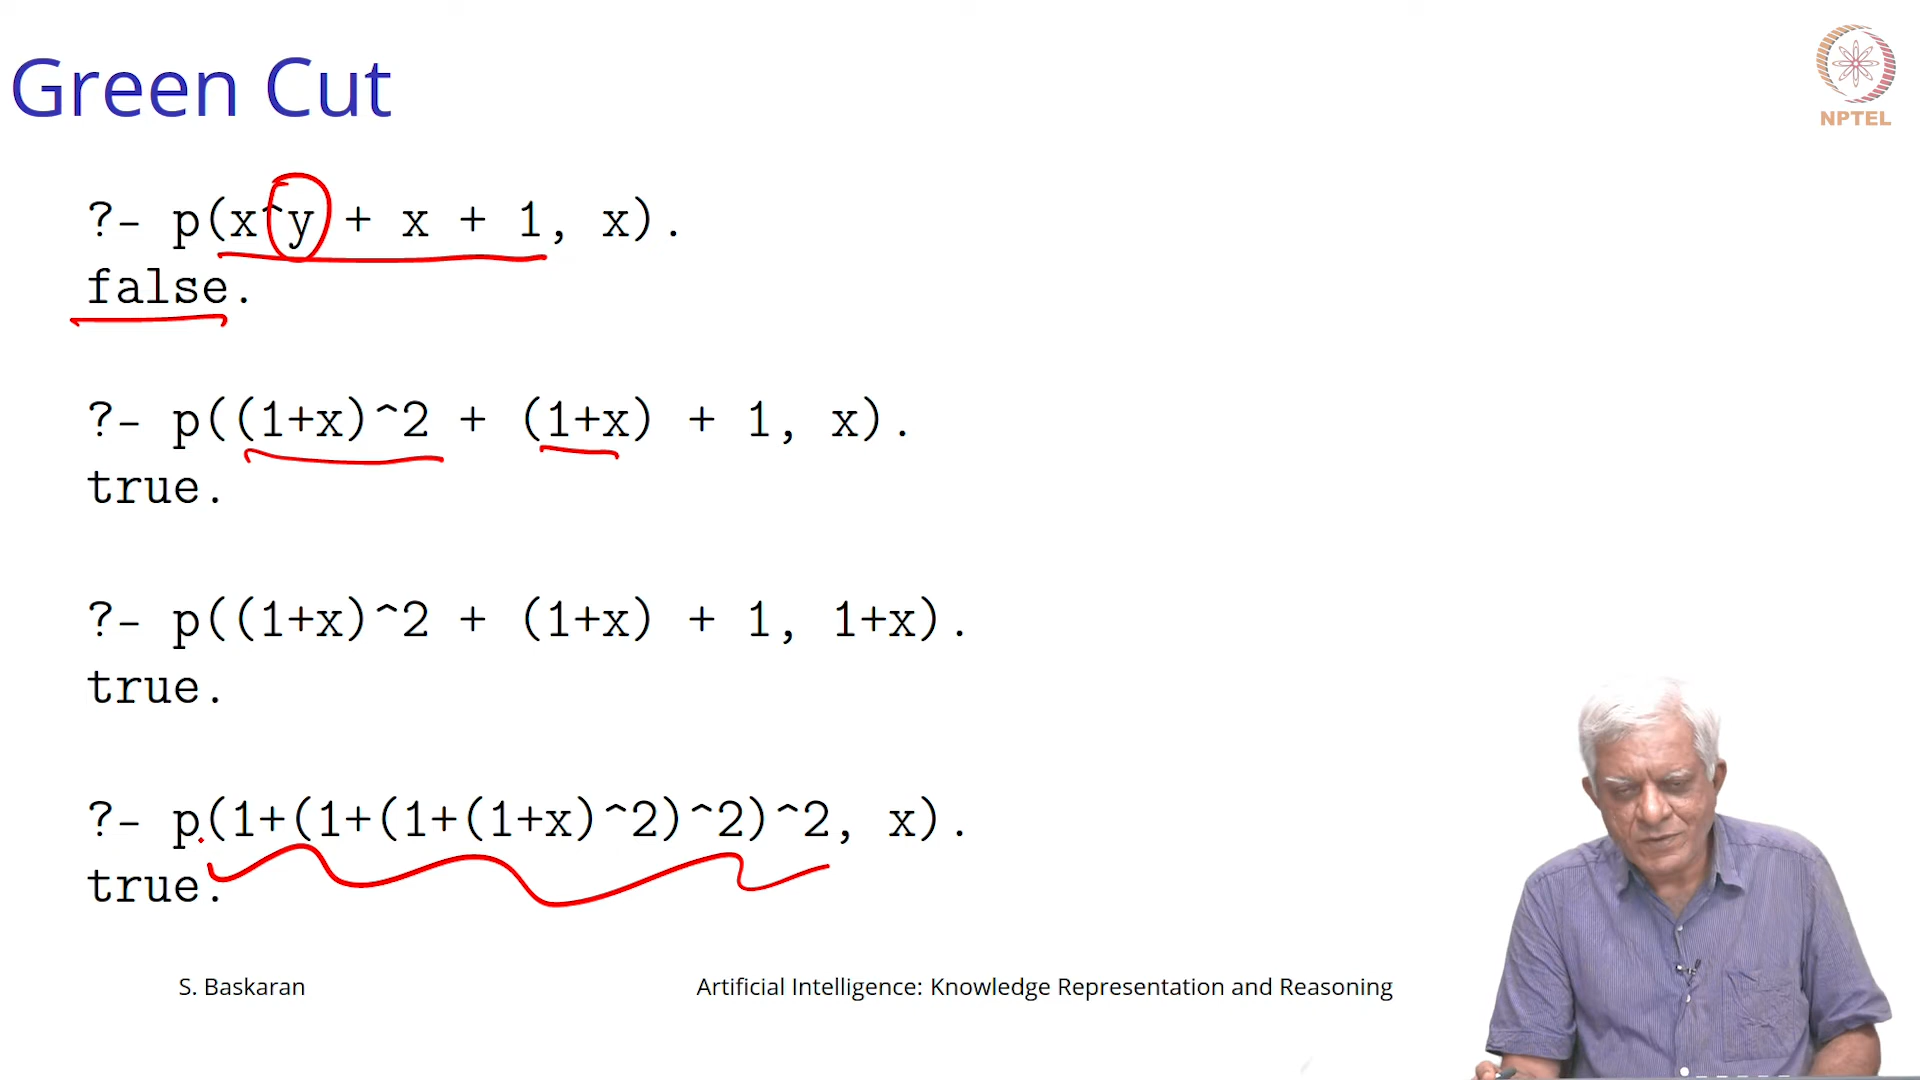 Green Cut
NPTEL
?- p(x^y + x + 1, x).
false.
?- p((1+x)^2 + (1+x) + 1, x).
true.
?- p((1+x)^2 + (1+x) + 1, 1+x).
true.
?- p(1+(1+(1+(1+x)^2)^2)^2, x).
true.
S. Baskaran
Artificial Intelligence: Knowledge Representation and Reasoning